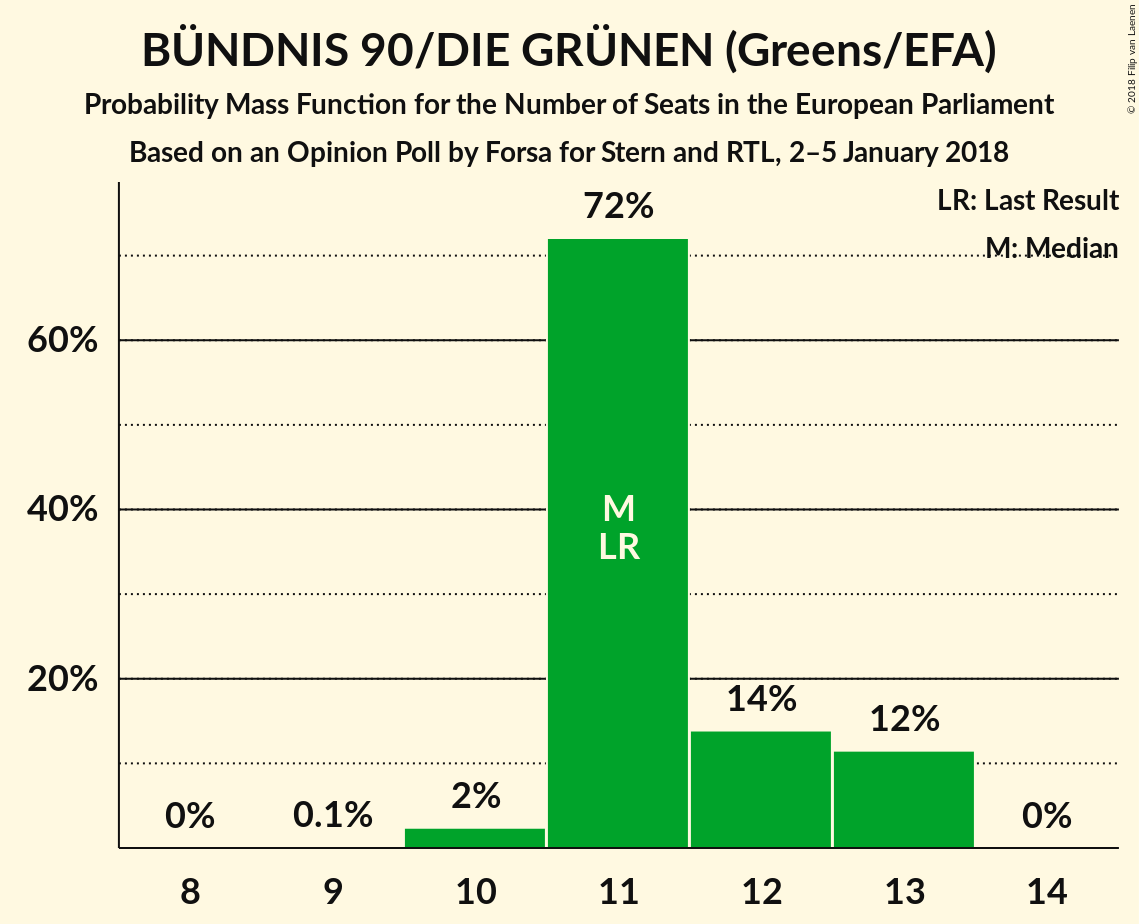 BÜNDNIS 90/DIE GRÜNEN (Greens/EFA)
Probability Mass Function for the Number of Seats in the European Parliament
Based on an Opinion Poll by Forsa for Stern and RTL, 2–5 January 2018
© 2018 Filip van Laenen
LR: Last Result
M: Median
60%
40%
20%
0%
0.1%
2%
72%
M
LR
14%
12%
0%
8 9 10 11 12 13 14